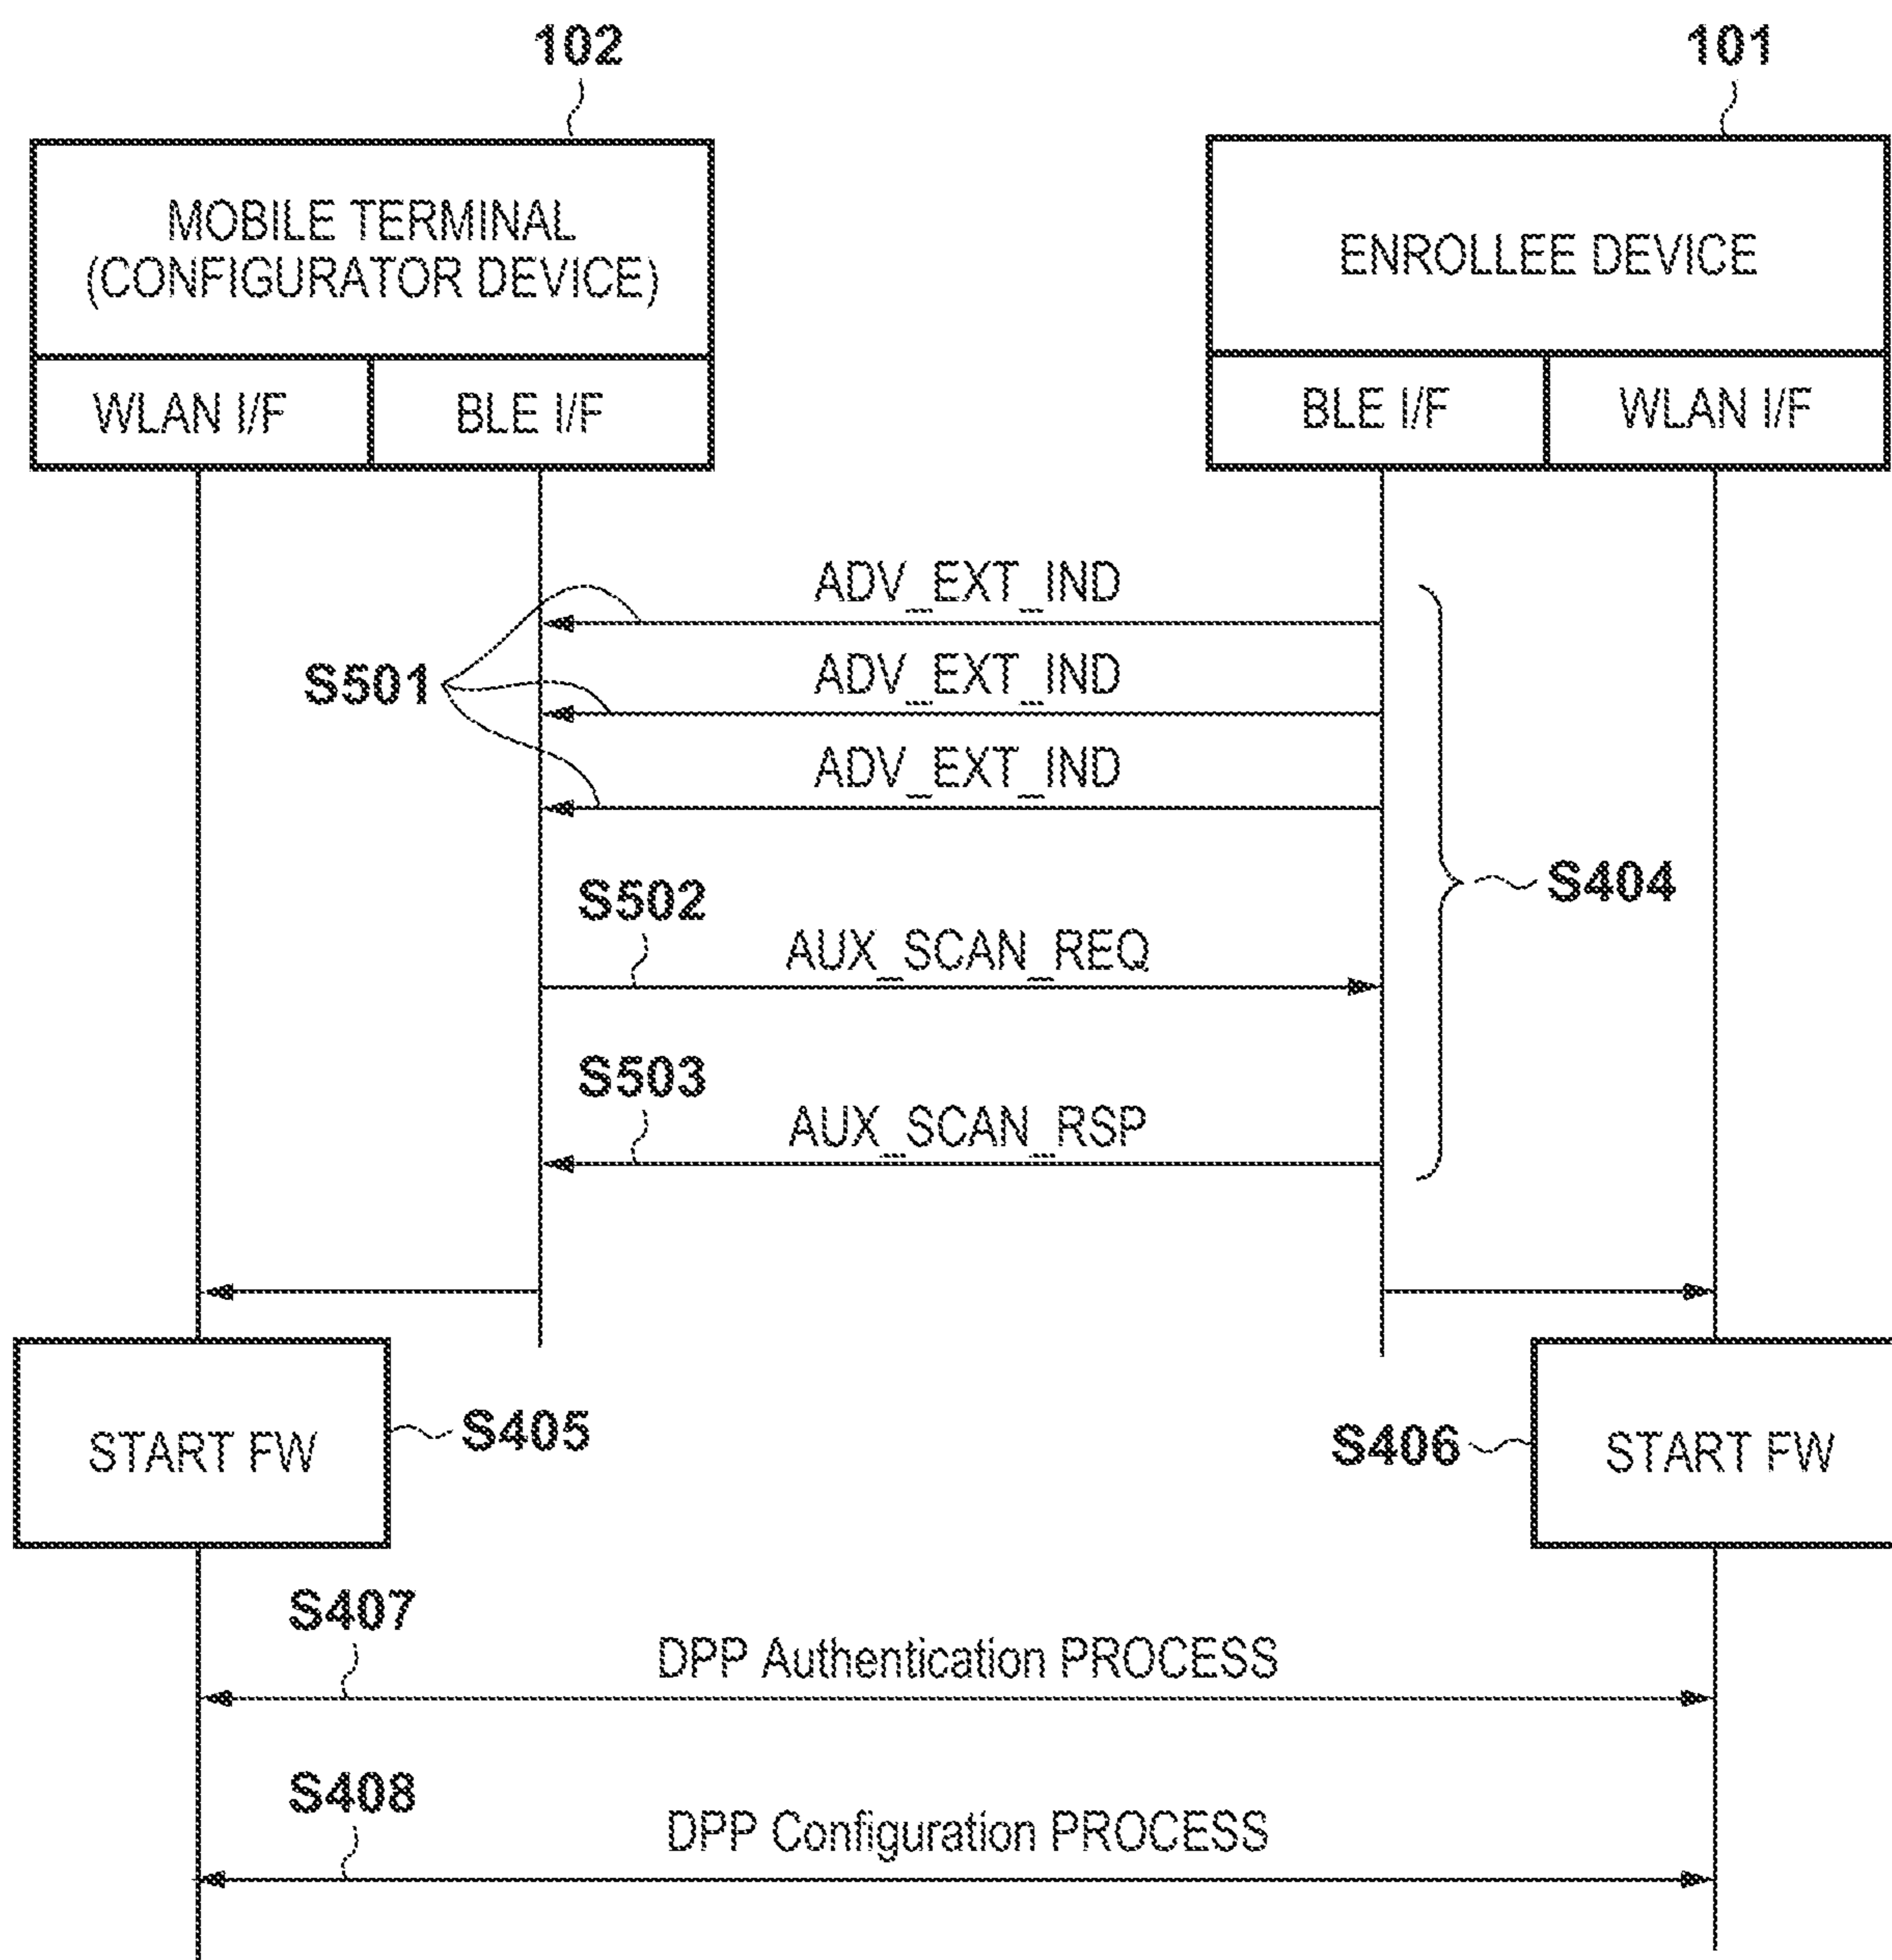 102
101
MOBILE TERMINAL
(CONFIGURATOR DEVICE)
ENROLLEE DEVICE
WLAN I/F
BLE I/F
BLE I/F
WLAN I/F
ADV_EXT_IND
S501
ADV_EXT_IND
ADV_EXT_IND
S404
S502
AUX_SCAN_REQ
S503
AUX_SCAN_RSP
START FW
S405
S406
START FW
S407
DPP Authentication PROCESS
S408
DPP Configuration PROCESS